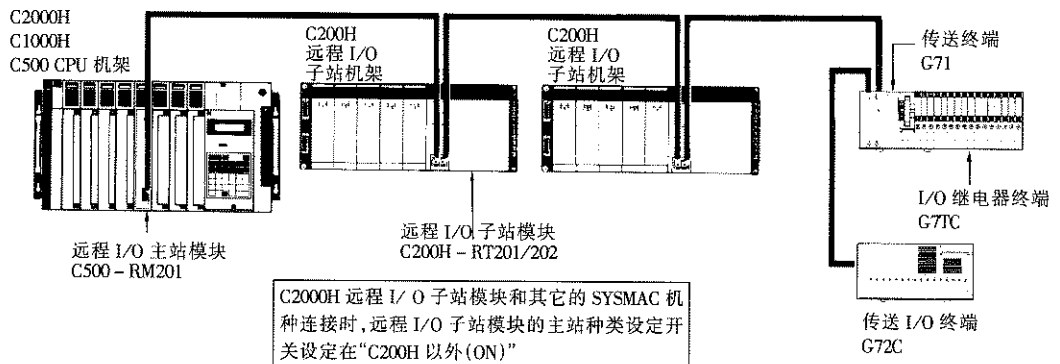 C2000H
C1000H
C500 CPU 机架
C200H
远程 I/O
子站机架
C200H
远程 I/O
子站机架
传送终端
G71
I/O 继电器终端
G7TC
远程 I/O 主站模块
C500-RM201
远程 I/O 子站模块
C200H-RT201/202
C2000H 远程 I/O 子站模块和其它的 SYSMAC 机
种连接时,远程 I/O 子站模块的主站种类设定开
关设定在“C200H 以外(ON)”
传送 I/O 终端
G72C